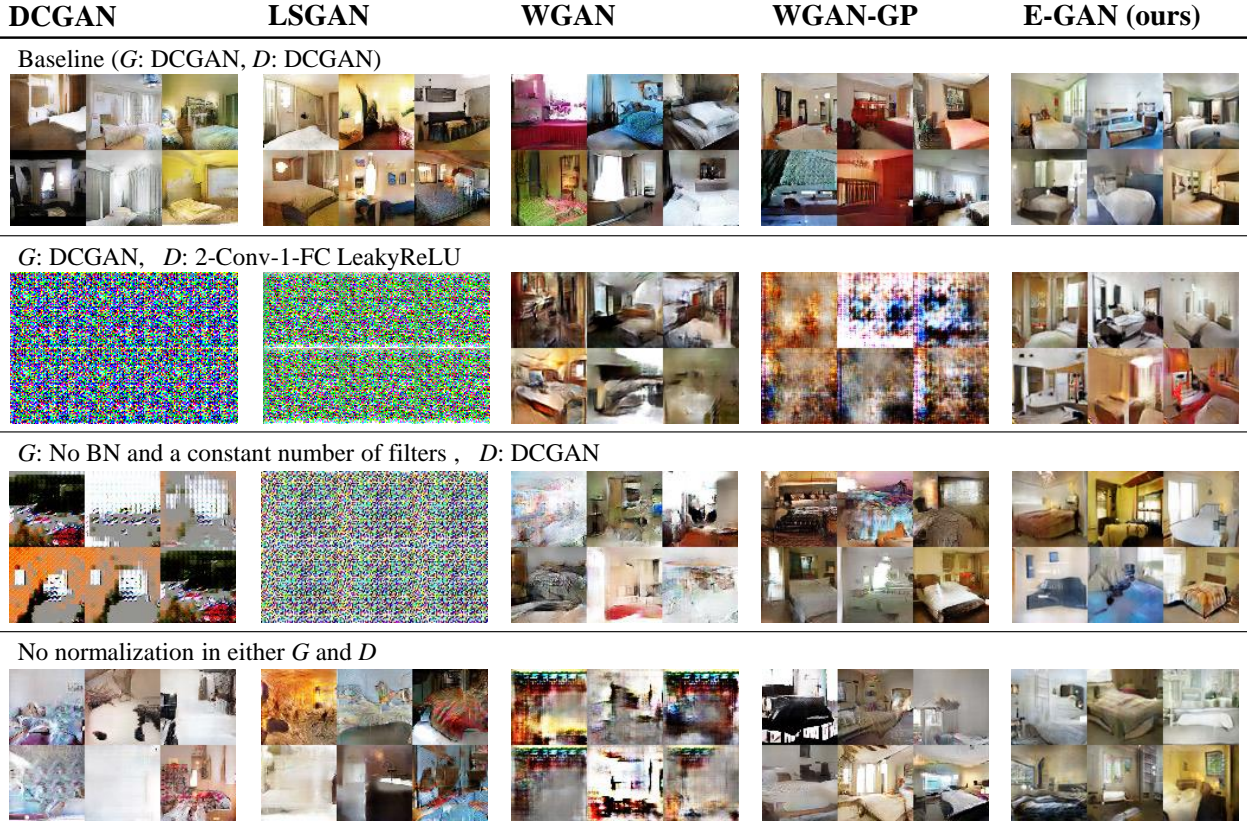 DCGAN LSGAN WGAN WGAN-GP E-GAN (ours)
Baseline (G: DCGAN, D: DCGAN)
G: DCGAN, D: 2-Conv-1-FC LeakyReLU
G: No BN and a constant number of filters , D: DCGAN
No normalization in either G and D